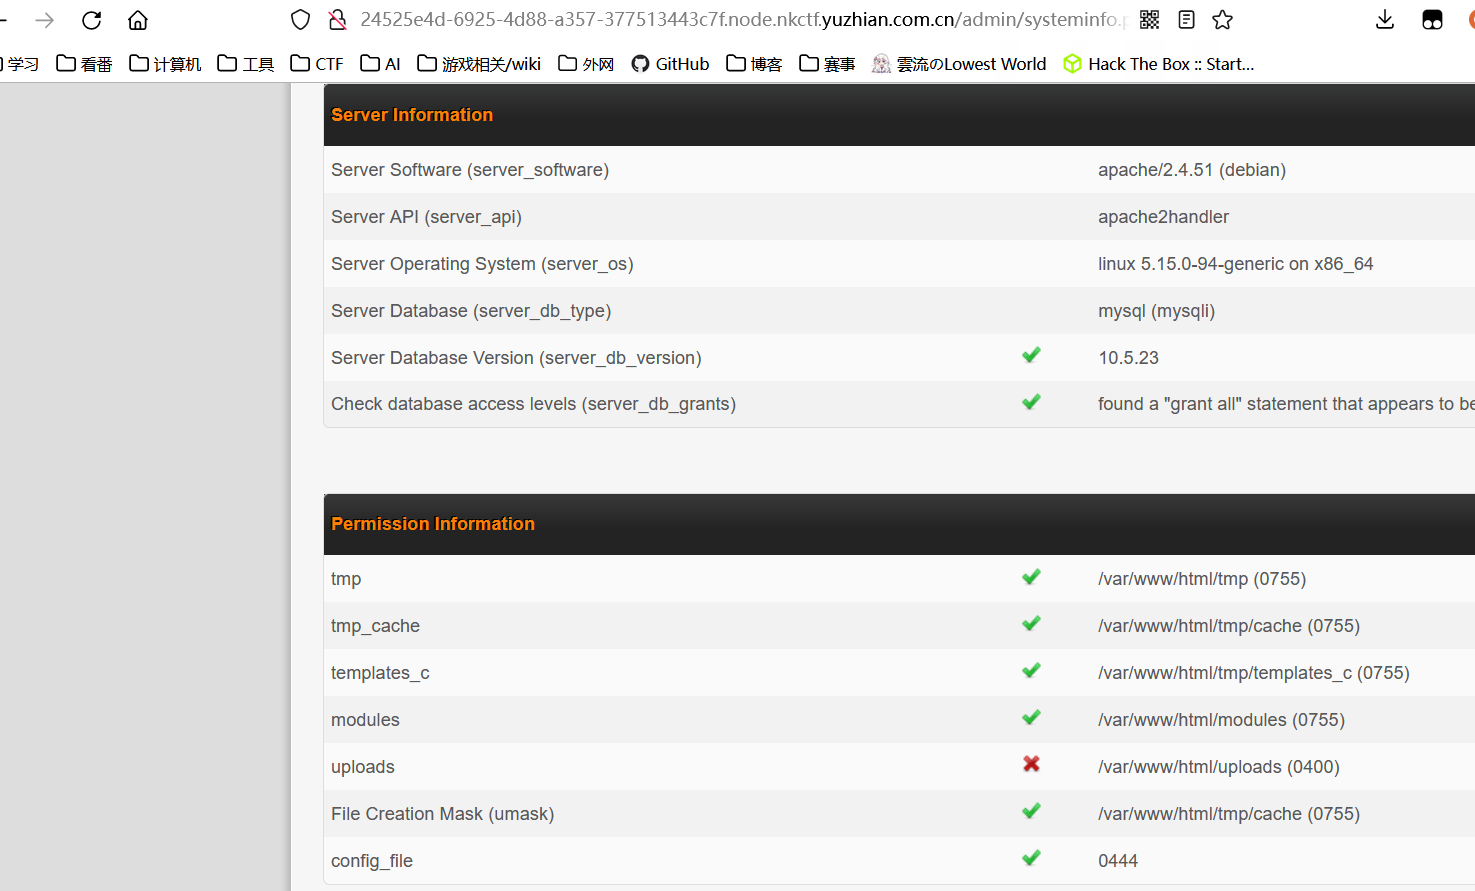 24525e4d-6925-4d88-a357-377513443c7f.node.nkctf.yuzhian.com.cn/admin/systeminfo.p
学习 看番 计算机 工具 CTF AI 游戏相关/wiki 外网 GitHub 博客 赛事 雲流のLowest World Hack The Box :: Start...
Server Information
Server Software (server_software) apache/2.4.51 (debian)
Server API (server_api) apache2handler
Server Operating System (server_os) linux 5.15.0-94-generic on x86_64
Server Database (server_db_type) mysql (mysqli)
Server Database Version (server_db_version) 10.5.23
Check database access levels (server_db_grants) found a "grant all" statement that appears to be
Permission Information
tmp /var/www/html/tmp (0755)
tmp_cache /var/www/html/tmp/cache (0755)
templates_c /var/www/html/tmp/templates_c (0755)
modules /var/www/html/modules (0755)
uploads /var/www/html/uploads (0400)
File Creation Mask (umask) /var/www/html/tmp/cache (0755)
config_file 0444